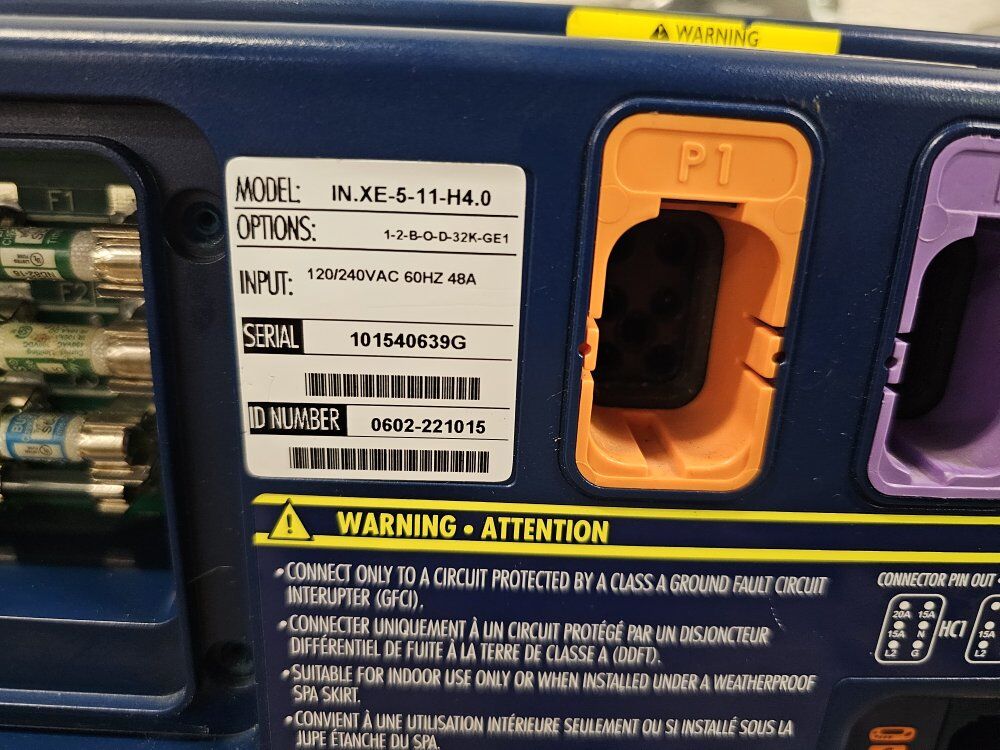 WARNING
P1
F1
F2
MODEL: IN.XE-5-11-H4.0
OPTIONS: 1-2-B-O-D-32K-GE1
INPUT: 120/240VAC 60HZ 48A
SERIAL 101540639G
ID NUMBER 0602-221015
WARNING • ATTENTION
• CONNECT ONLY TO A CIRCUIT PROTECTED BY A CLASS A GROUND FAULT CIRCUIT
INTERUPTER (GFCI).
• CONNECTER UNIQUEMENT À UN CIRCUIT PROTÉGÉ PAR UN DISJONCTEUR
DIFFÉRENTIEL DE FUITE À LA TERRE DE CLASSE A (DDFT).
• SUITABLE FOR INDOOR USE ONLY OR WHEN INSTALLED UNDER A WEATHERPROOF
SPA SKIRT.
• CONVIENT À UNE UTILISATION INTÉRIEURE SEULEMENT OU SI INSTALLÉ SOUS LA
JUPE ÉTANCHE DU SPA.
CONNECTOR PIN OUT •
20A 15A
15A N HC1 15A
L2 G L2